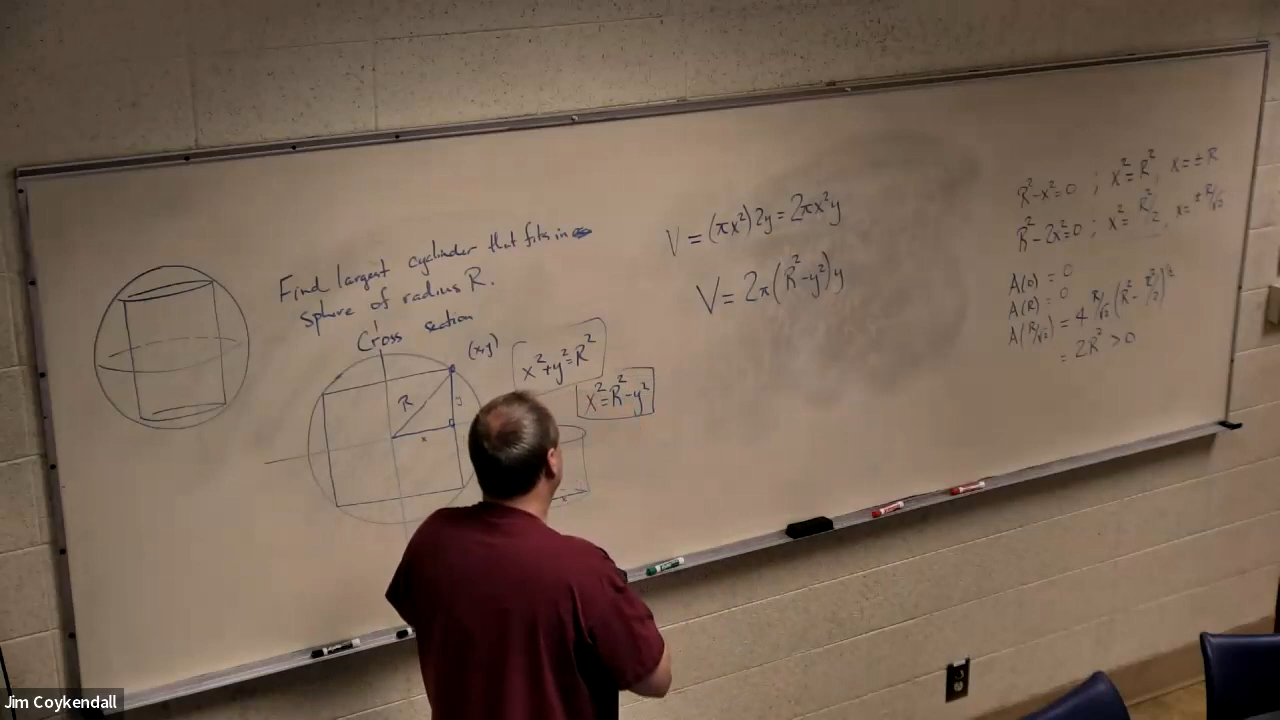 Find largest cylinder that fits in
sphere of radius R.
Cross section
(x,y)
R
x
y
x²+y²=R²
x²=R²-y²
x
V = (πx²)2y = 2πx²y
V = 2π(R²-y²)y
R²-x²=0 ; x²=R², x=±R
R²-2x²=0 ; x²=R²/2, x=±R/√2
A(0) = 0
A(R) = 0
A(R/√2) = 4 R/√2 (R²-R²/2)^½
= 2R² >0
Jim Coykendall